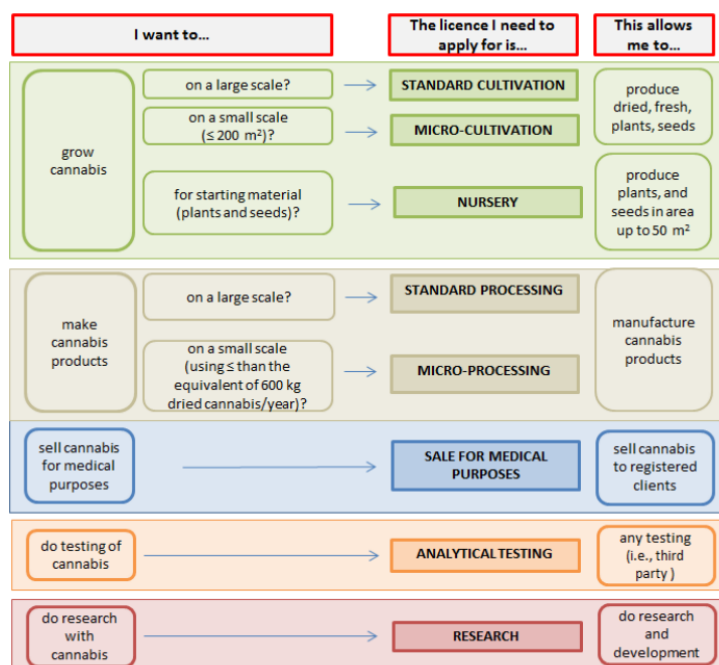 I want to...
The licence I need to
apply for is...
This allows
me to...
grow
cannabis
on a large scale?
STANDARD CULTIVATION
on a small scale
(≤ 200 m²)?
MICRO-CULTIVATION
produce
dried, fresh,
plants, seeds
for starting material
(plants and seeds)?
NURSERY
produce
plants, and
seeds in area
up to 50 m²
make
cannabis
products
on a large scale?
STANDARD PROCESSING
on a small scale
(using ≤ than the
equivalent of 600 kg
dried cannabis/year)?
MICRO-PROCESSING
manufacture
cannabis
products
sell cannabis
for medical
purposes
SALE FOR MEDICAL
PURPOSES
sell cannabis
to registered
clients
do testing of
cannabis
ANALYTICAL TESTING
any testing
(i.e., third
party )
do research
with
cannabis
RESEARCH
do research
and
development